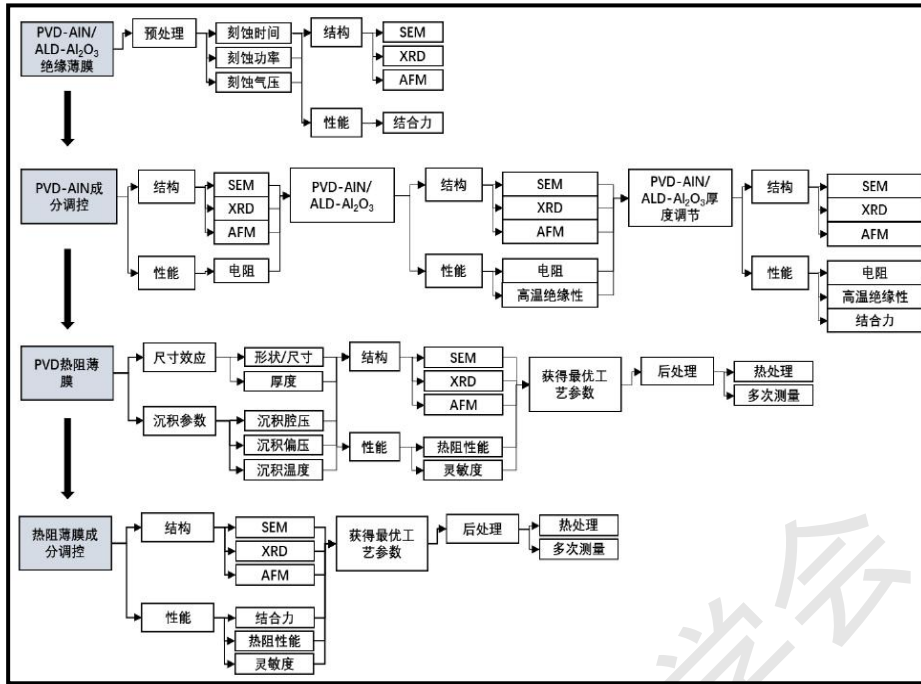 PVD-AlN/
ALD-Al₂O₃
绝缘薄膜
预处理
刻蚀时间
刻蚀功率
刻蚀气压
结构
SEM
XRD
AFM
性能
结合力
PVD-AlN成
分调控
结构
SEM
XRD
AFM
性能
电阻
PVD-AlN/
ALD-Al₂O₃
结构
SEM
XRD
AFM
性能
电阻
高温绝缘性
PVD-AlN/
ALD-Al₂O₃厚
度调节
结构
SEM
XRD
AFM
性能
电阻
高温绝缘性
结合力
PVD热阻薄
膜
尺寸效应
形状/尺寸
厚度
沉积参数
沉积腔压
沉积偏压
沉积温度
结构
SEM
XRD
AFM
性能
热阻性能
灵敏度
获得最优工
艺参数
后处理
热处理
多次测量
热阻薄膜成
分调控
结构
SEM
XRD
AFM
性能
结合力
热阻性能
灵敏度
获得最优工
艺参数
后处理
热处理
多次测量
学会